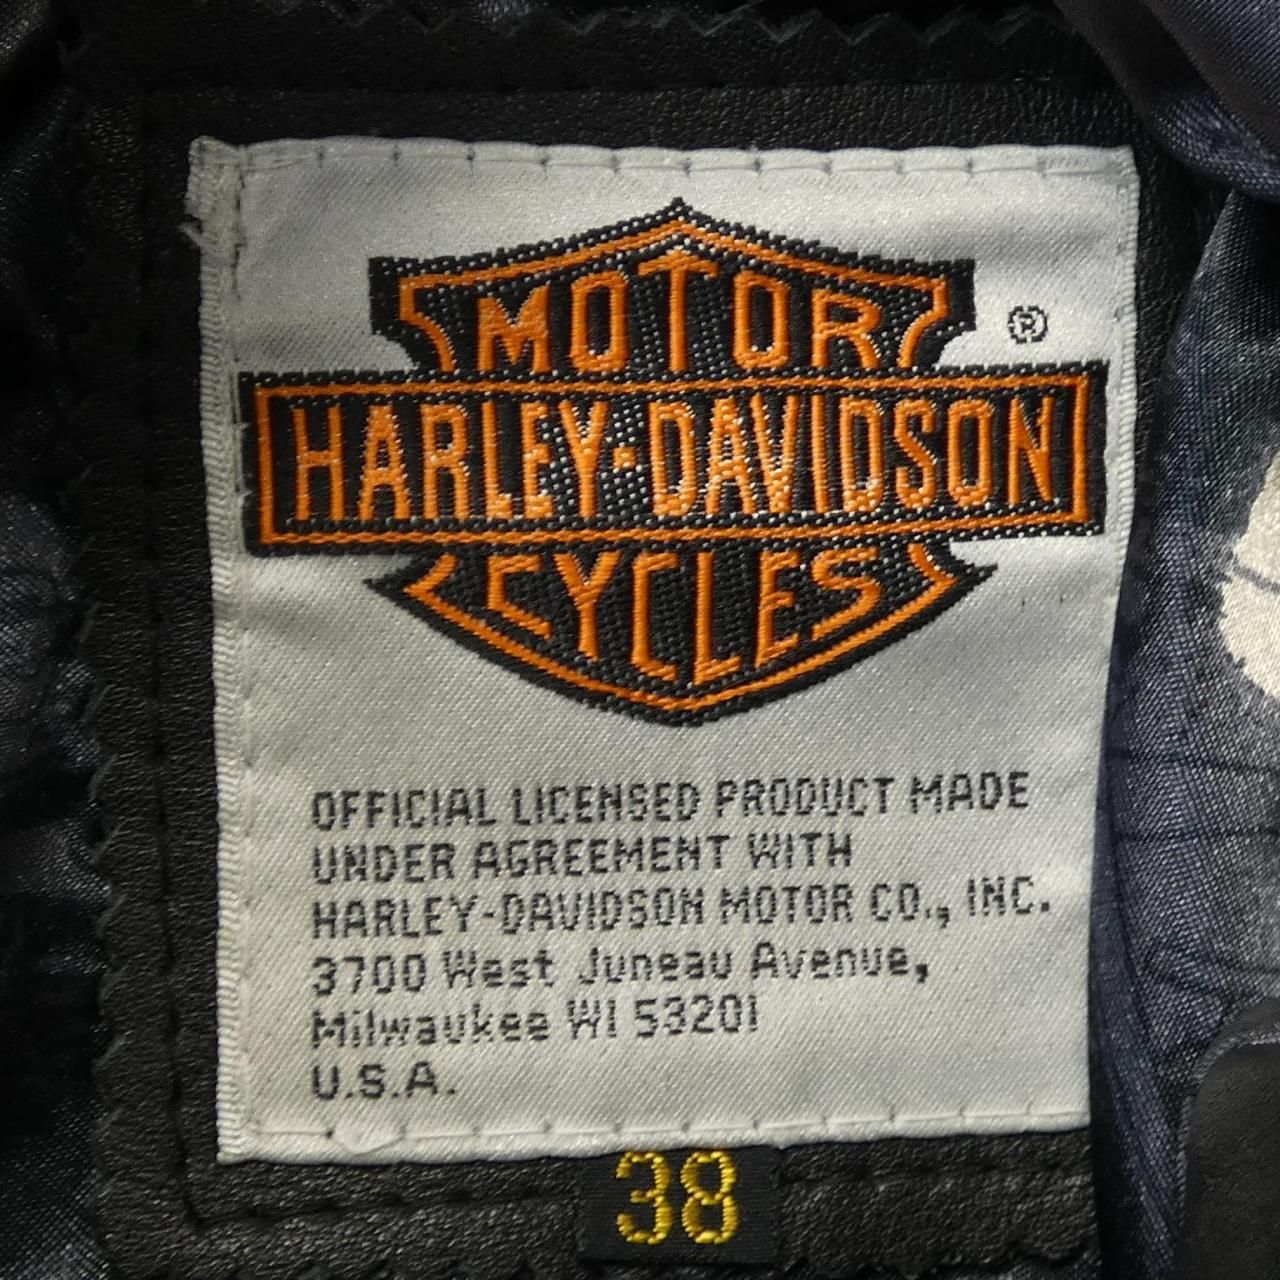 MOTOR
®
HARLEY-DAVIDSON
CYCLES
OFFICIAL LICENSED PRODUCT MADE
UNDER AGREEMENT WITH
HARLEY-DAVIDSON MOTOR CO., INC.
3700 West Juneau Avenue,
Milwaukee WI 53201
U.S.A.
38